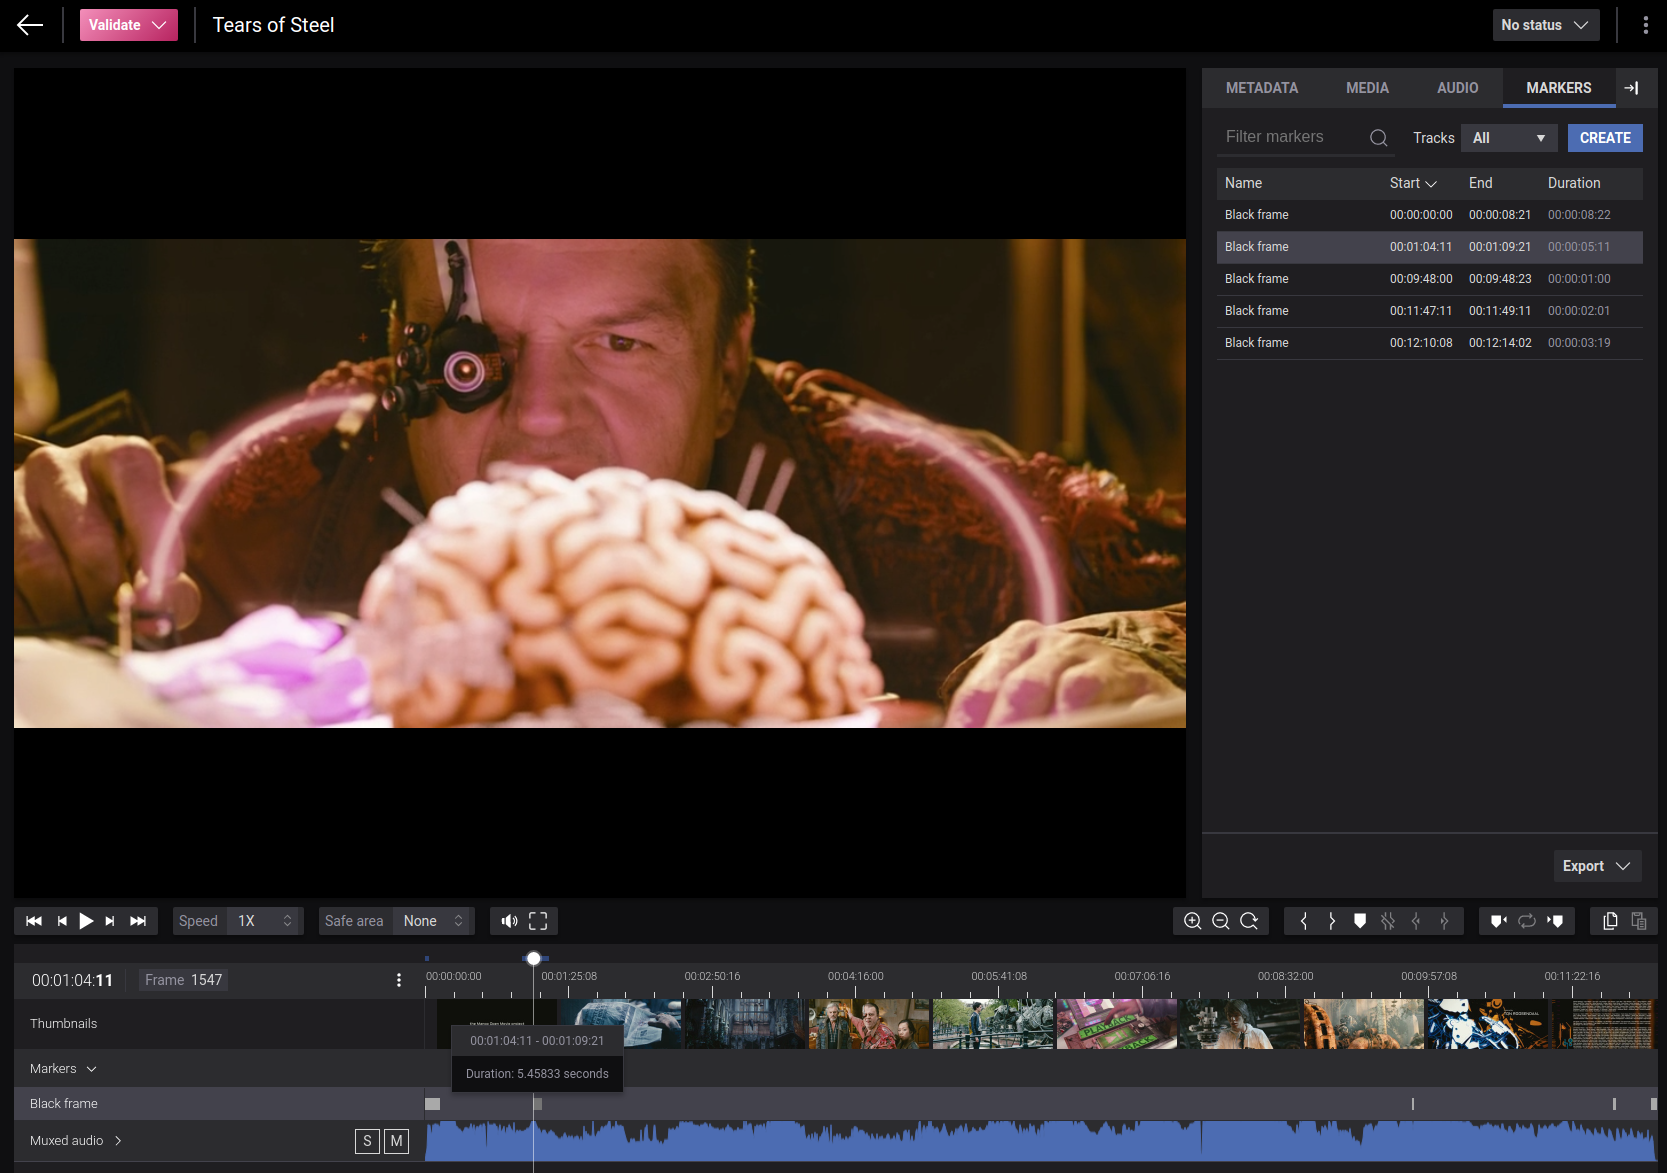 Validate
Tears of Steel
No status
METADATA MEDIA AUDIO MARKERS
Filter markers Tracks All CREATE
Name Start End Duration
Black frame 00:00:00:00 00:00:08:21 00:00:08:22
Black frame 00:01:04:11 00:01:09:21 00:00:05:11
Black frame 00:09:48:00 00:09:48:23 00:00:01:00
Black frame 00:11:47:11 00:11:49:11 00:00:02:01
Black frame 00:12:10:08 00:12:14:02 00:00:03:19
Export
Speed 1X Safe area None
00:01:04:11 Frame 1547
00:00:00:00 00:01:25:08 00:02:50:16 00:04:16:00 00:05:41:08 00:07:06:16 00:08:32:00 00:09:57:08 00:11:22:16
Thumbnails
the Mango Open Movie project
PLAYBACK
TON ROOSENDAAL
00:01:04:11 - 00:01:09:21
Duration: 5.45833 seconds
Markers
Black frame
Muxed audio S M